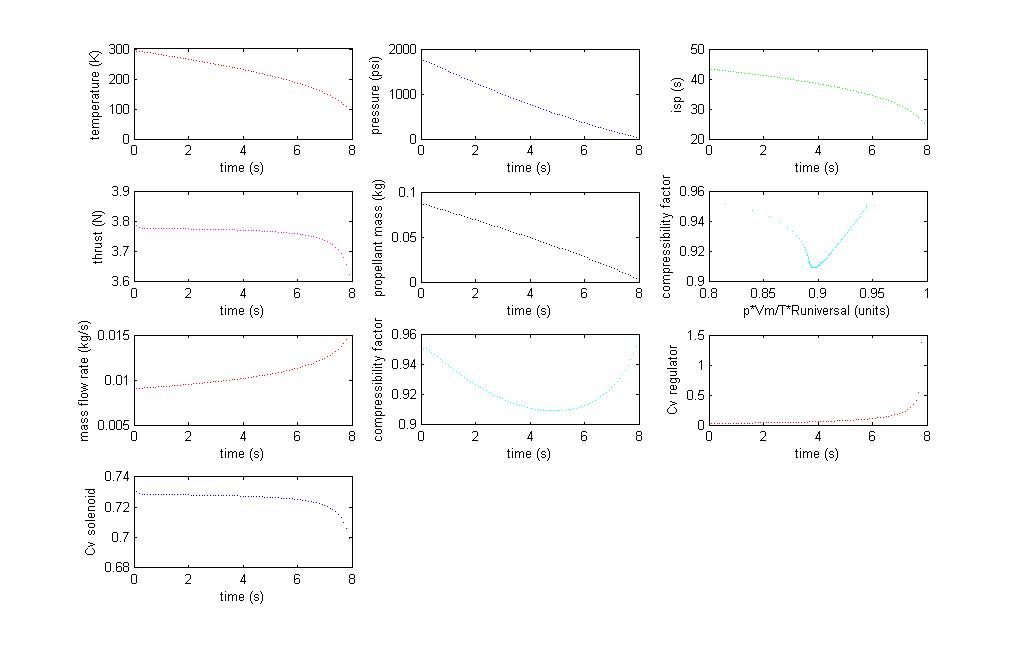 300
200
100
0
temperature (K)
0 2 4 6 8
time (s)
2000
1000
0
pressure (psi)
0 2 4 6 8
time (s)
50
40
30
20
isp (s)
0 2 4 6 8
time (s)
3.9
3.8
3.7
3.6
thrust (N)
0 2 4 6 8
time (s)
0.1
0.05
0
propellant mass (kg)
0 2 4 6 8
time (s)
0.96
0.94
0.92
0.9
compressibility factor
0.8 0.85 0.9 0.95 1
p*Vm/T*Runiversal (units)
0.015
0.01
0.005
mass flow rate (kg/s)
0 2 4 6 8
time (s)
0.96
0.94
0.92
0.9
compressibility factor
0 2 4 6 8
time (s)
1.5
1
0.5
0
Cv regulator
0 2 4 6 8
time (s)
0.74
0.72
0.7
0.68
Cv solenoid
0 2 4 6 8
time (s)